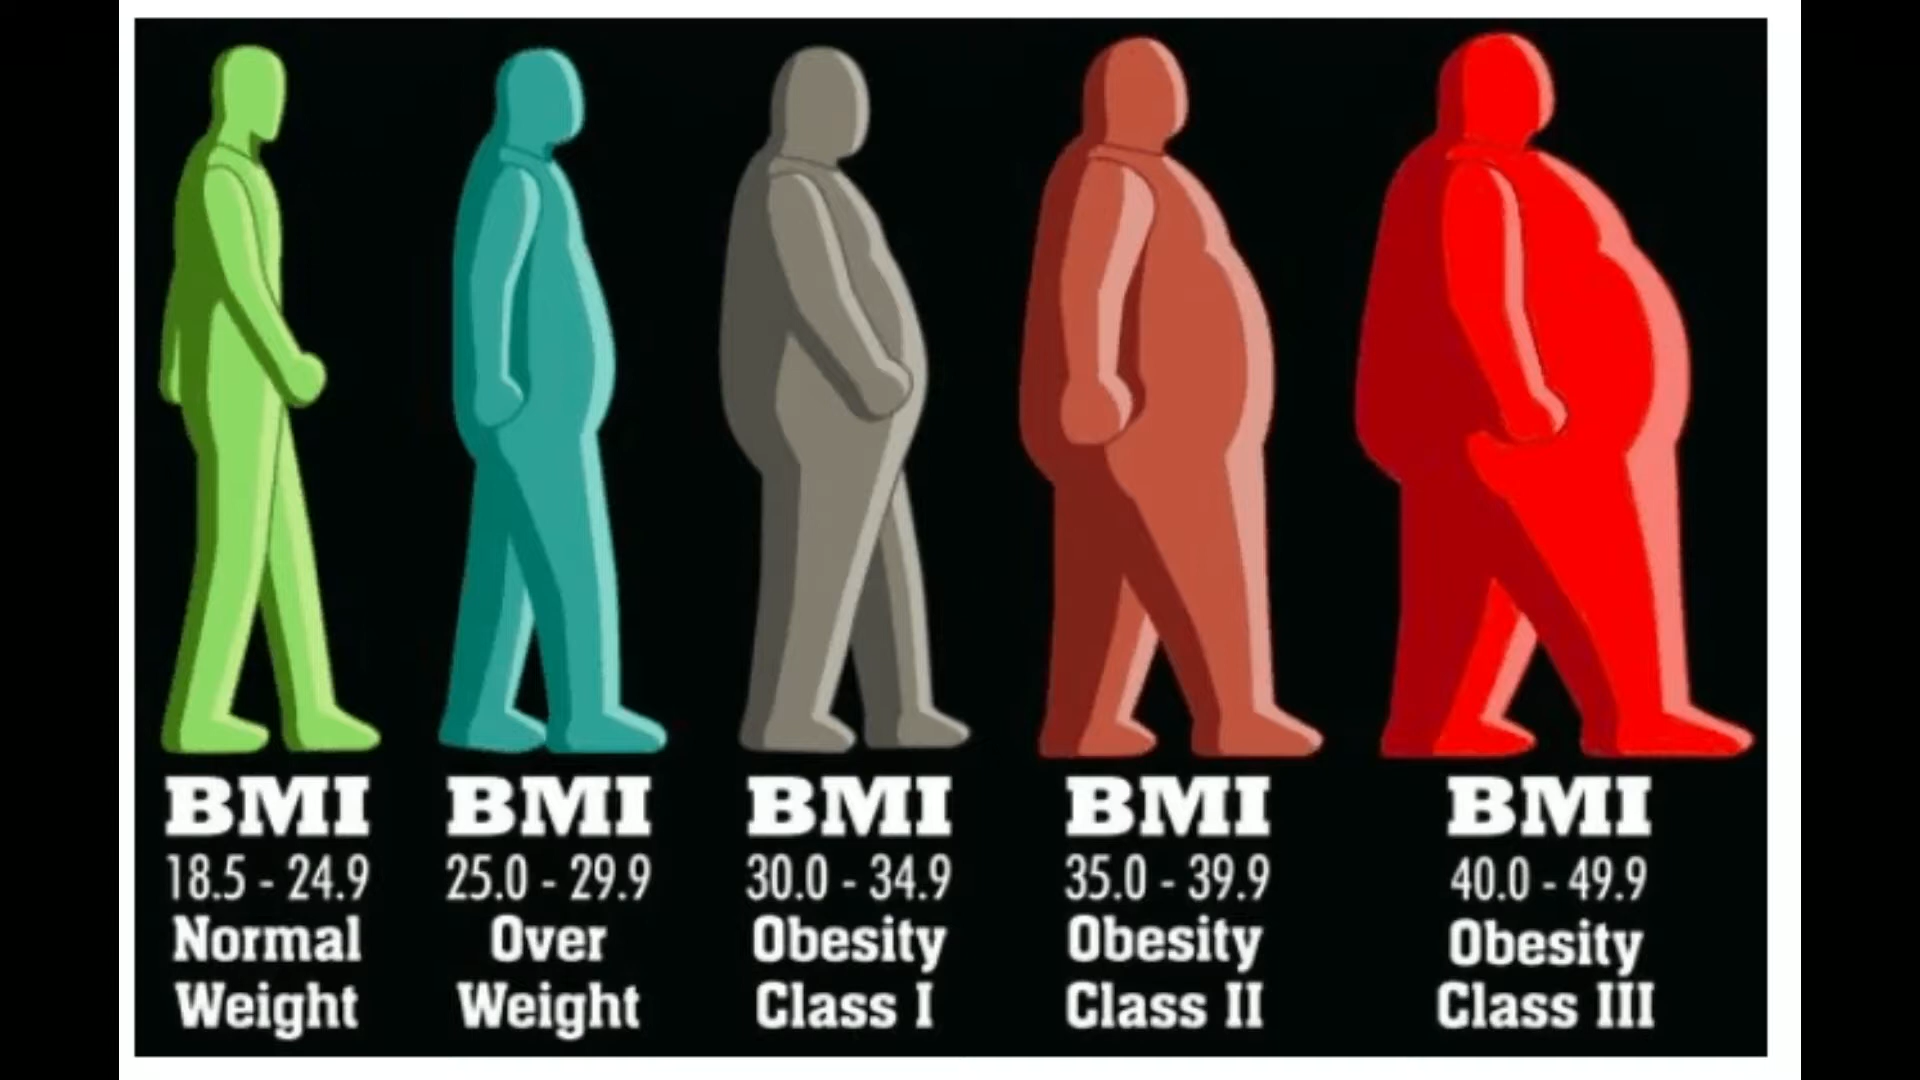 BMI
18.5 - 24.9
Normal
Weight
BMI
25.0 - 29.9
Over
Weight
BMI
30.0 - 34.9
Obesity
Class I
BMI
35.0 - 39.9
Obesity
Class II
BMI
40.0 - 49.9
Obesity
Class III